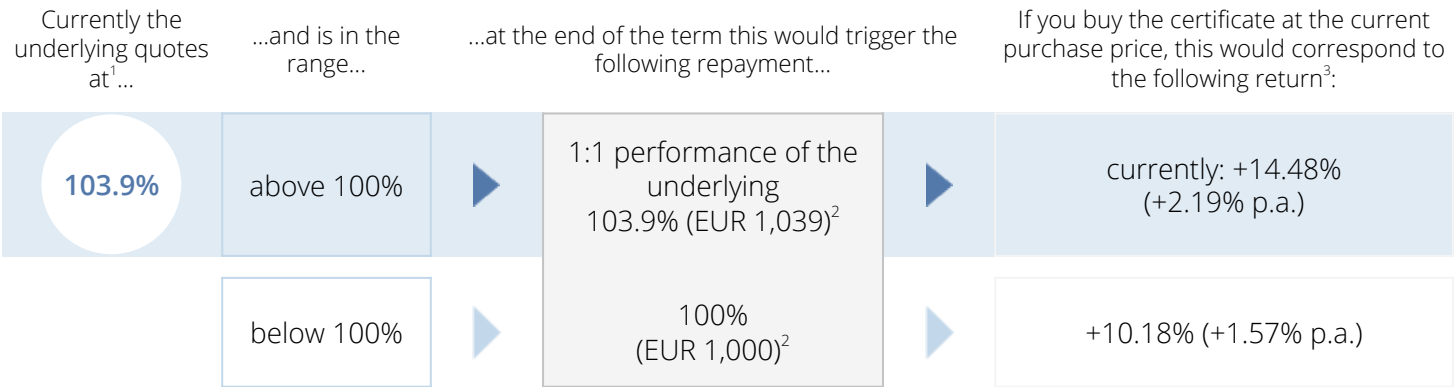 Currently the
underlying quotes
at¹...
...and is in the
range...
...at the end of the term this would trigger the
following repayment...
If you buy the certificate at the current
purchase price, this would correspond to
the following return³:
103.9%
above 100%
1:1 performance of the
underlying
103.9% (EUR 1,039)²
currently: +14.48%
(+2.19% p.a.)
below 100%
100%
(EUR 1,000)²
+10.18% (+1.57% p.a.)